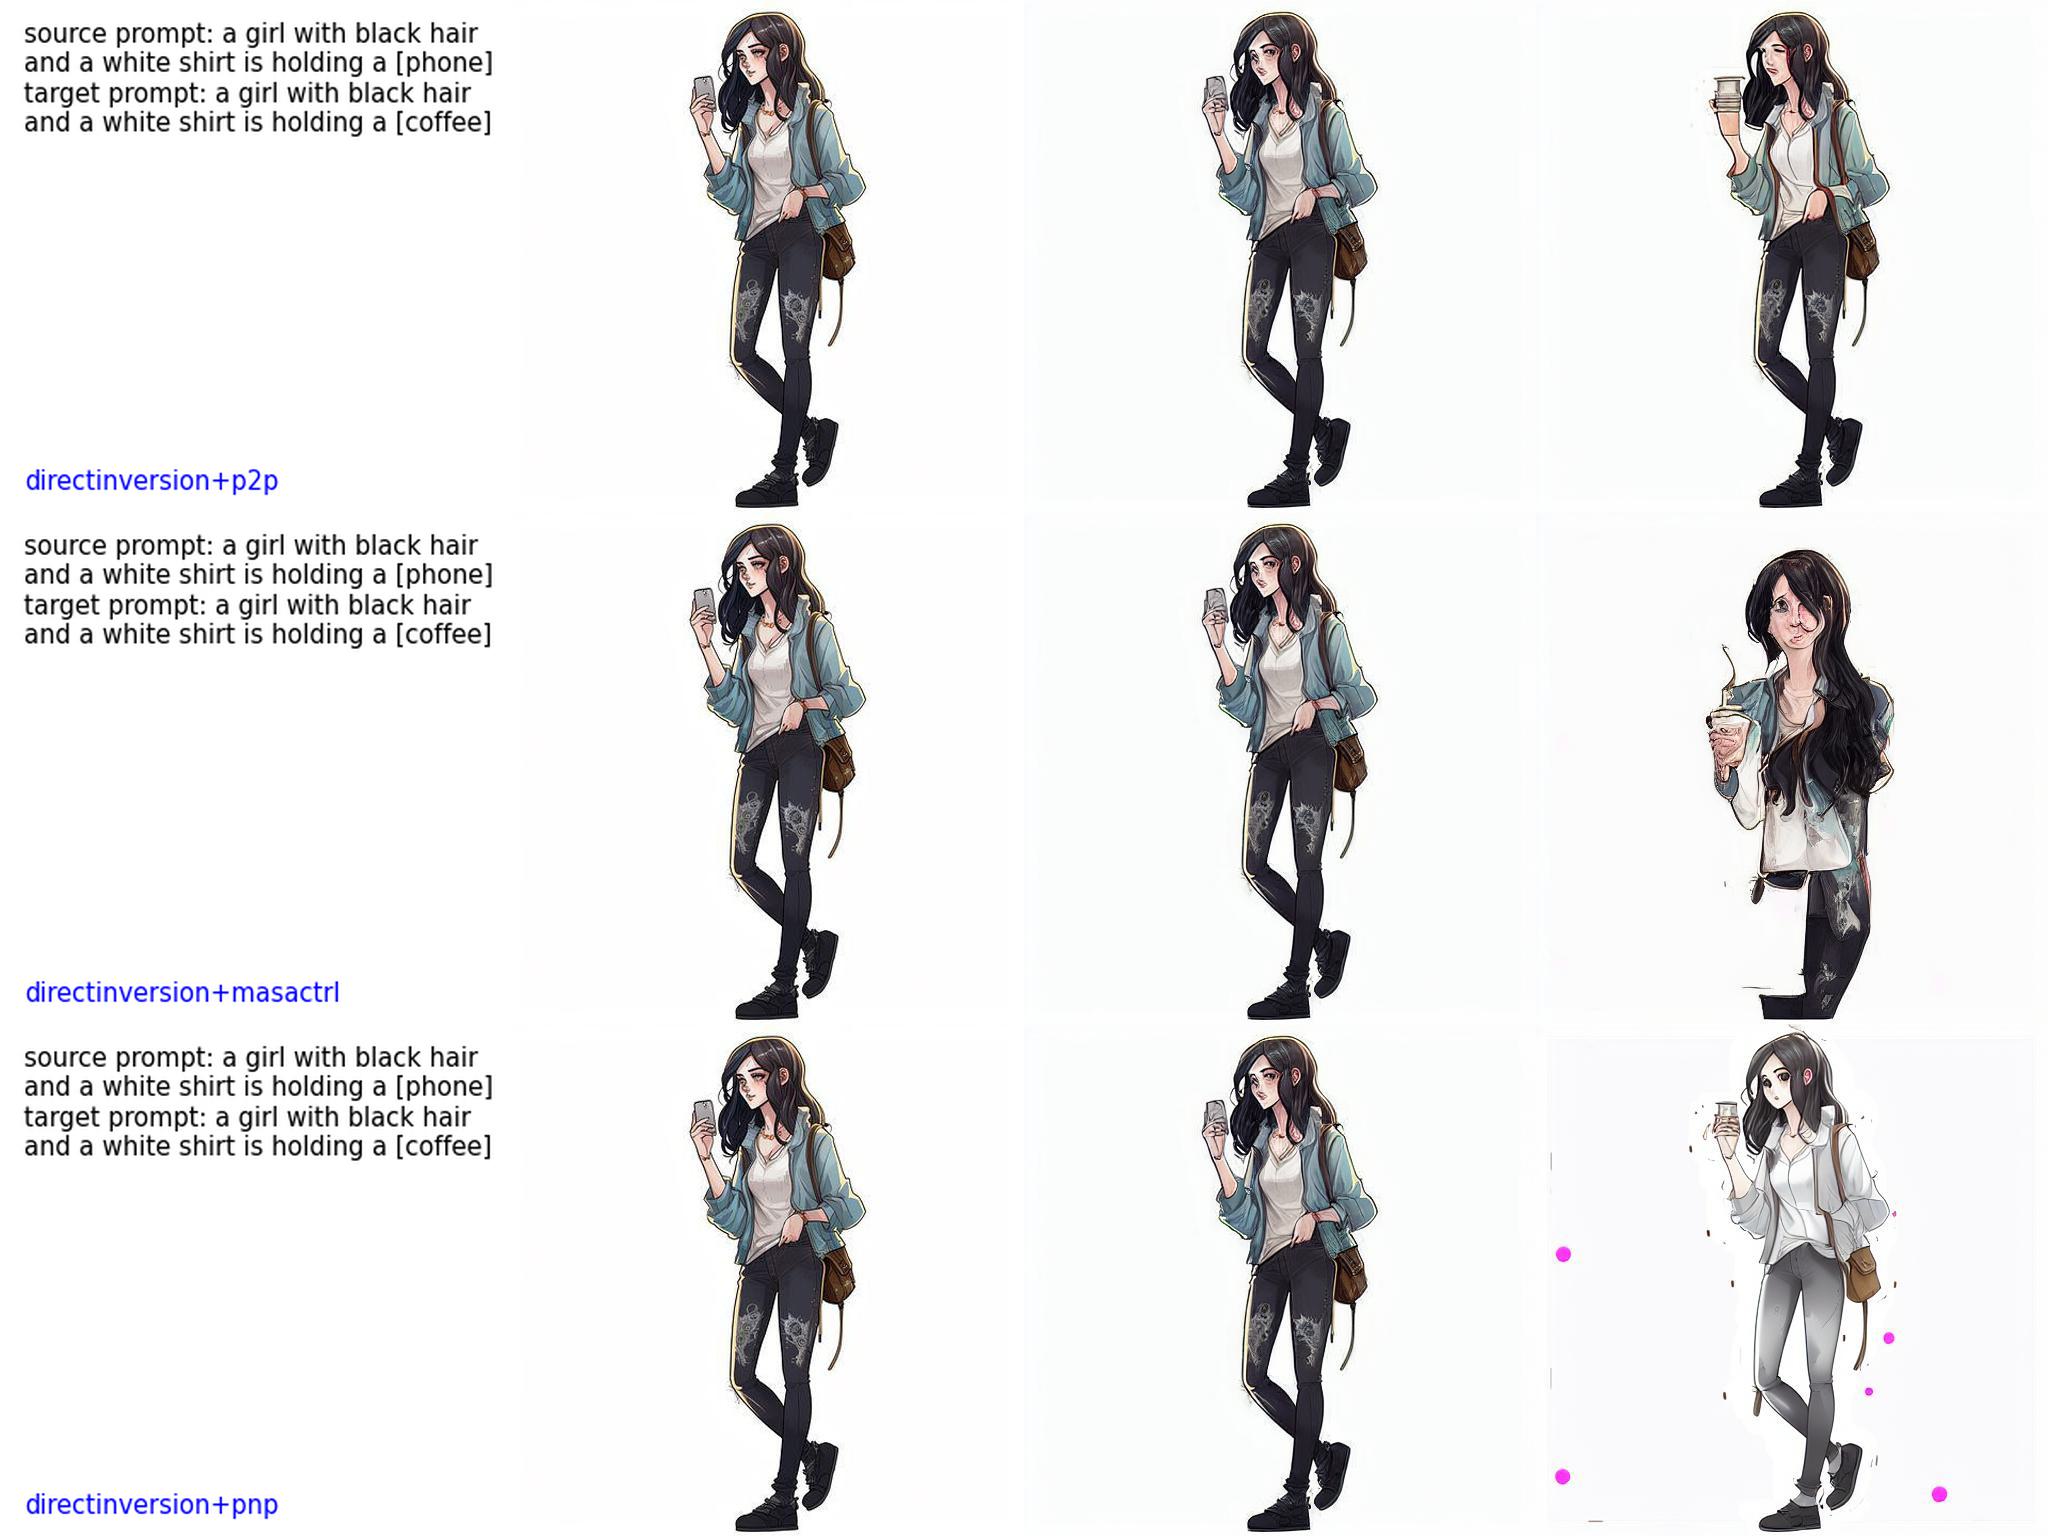 source prompt: a girl with black hair
and a white shirt is holding a [phone]
target prompt: a girl with black hair
and a white shirt is holding a [coffee]
directinversion+p2p
source prompt: a girl with black hair
and a white shirt is holding a [phone]
target prompt: a girl with black hair
and a white shirt is holding a [coffee]
directinversion+masactrl
source prompt: a girl with black hair
and a white shirt is holding a [phone]
target prompt: a girl with black hair
and a white shirt is holding a [coffee]
directinversion+pnp